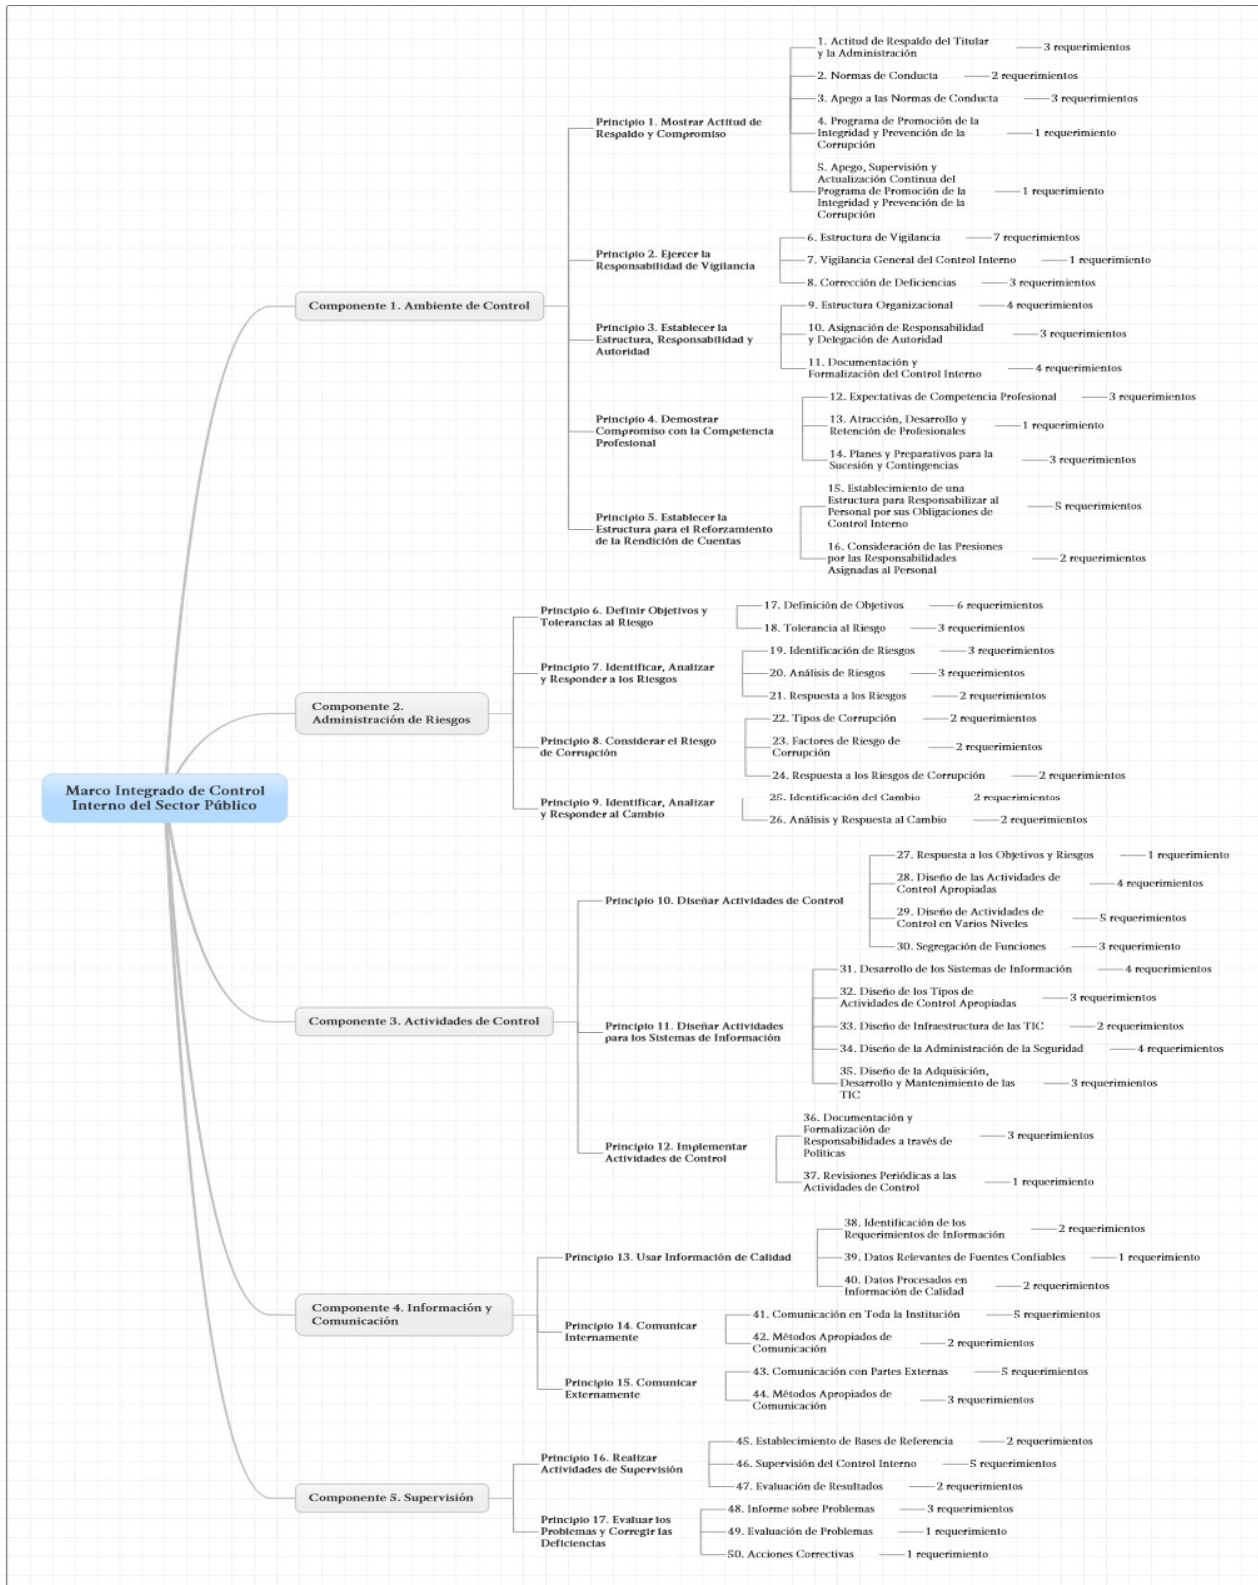 Marco Integrado de Control
Interno del Sector Público
Componente 1. Ambiente de Control
Principio 1. Mostrar Actitud de
Respaldo y Compromiso
1. Actitud de Respaldo del Titular
y la Administración
3 requerimientos
2. Normas de Conducta
2 requerimientos
3. Apego a las Normas de Conducta
3 requerimientos
4. Programa de Promoción de la
Integridad y Prevención de la
Corrupción
1 requerimiento
5. Apego, Supervisión y
Actualización Continua del
Programa de Promoción de la
Integridad y Prevención de la
Corrupción
1 requerimiento
Principio 2. Ejercer la
Responsabilidad de Vigilancia
6. Estructura de Vigilancia
7 requerimientos
7. Vigilancia General del Control Interno
1 requerimiento
8. Corrección de Deficiencias
3 requerimientos
Principio 3. Establecer la
Estructura, Responsabilidad y
Autoridad
9. Estructura Organizacional
4 requerimientos
10. Asignación de Responsabilidad
y Delegación de Autoridad
3 requerimientos
11. Documentación y
Formalización del Control Interno
4 requerimientos
Principio 4. Demostrar
Compromiso con la Competencia
Profesional
12. Expectativas de Competencia Profesional
3 requerimientos
13. Atracción, Desarrollo y
Retención de Profesionales
1 requerimiento
14. Planes y Preparativos para la
Sucesión y Contingencias
3 requerimientos
Principio 5. Establecer la
Estructura para el Reforzamiento
de la Rendición de Cuentas
15. Establecimiento de una
Estructura para Responsabilizar al
Personal por sus Obligaciones de
Control Interno
5 requerimientos
16. Consideración de las Presiones
por las Responsabilidades
Asignadas al Personal
2 requerimientos
Componente 2.
Administración de Riesgos
Principio 6. Definir Objetivos y
Tolerancias al Riesgo
17. Definición de Objetivos
6 requerimientos
18. Tolerancia al Riesgo
3 requerimientos
Principio 7. Identificar, Analizar
y Responder a los Riesgos
19. Identificación de Riesgos
3 requerimientos
20. Análisis de Riesgos
3 requerimientos
21. Respuesta a los Riesgos
2 requerimientos
Principio 8. Considerar el Riesgo
de Corrupción
22. Tipos de Corrupción
2 requerimientos
23. Factores de Riesgo de
Corrupción
2 requerimientos
24. Respuesta a los Riesgos de Corrupción
2 requerimientos
Principio 9. Identificar, Analizar
y Responder al Cambio
25. Identificación del Cambio
2 requerimientos
26. Análisis y Respuesta al Cambio
2 requerimientos
Componente 3. Actividades de Control
Principio 10. Diseñar Actividades de Control
27. Respuesta a los Objetivos y Riesgos
1 requerimiento
28. Diseño de las Actividades de
Control Apropiadas
4 requerimientos
29. Diseño de Actividades de
Control en Varios Niveles
5 requerimientos
30. Segregación de Funciones
3 requerimiento
Principio 11. Diseñar Actividades
para los Sistemas de Información
31. Desarrollo de los Sistemas de Información
4 requerimientos
32. Diseño de los Tipos de
Actividades de Control Apropiadas
3 requerimientos
33. Diseño de Infraestructura de las TIC
2 requerimientos
34. Diseño de la Administración de la Seguridad
4 requerimientos
35. Diseño de la Adquisición,
Desarrollo y Mantenimiento de las
TIC
3 requerimientos
Principio 12. Implementar
Actividades de Control
36. Documentación y
Formalización de
Responsabilidades a través de
Políticas
3 requerimientos
37. Revisiones Periódicas a las
Actividades de Control
1 requerimiento
Componente 4. Información y
Comunicación
Principio 13. Usar Información de Calidad
38. Identificación de los
Requerimientos de Información
2 requerimientos
39. Datos Relevantes de Fuentes Confiables
1 requerimiento
40. Datos Procesados en
Información de Calidad
2 requerimientos
Principio 14. Comunicar
Internamente
41. Comunicación en Toda la Institución
5 requerimientos
42. Métodos Apropiados de
Comunicación
2 requerimientos
Principio 15. Comunicar
Externamente
43. Comunicación con Partes Externas
5 requerimientos
44. Métodos Apropiados de
Comunicación
3 requerimientos
Componente 5. Supervisión
Principio 16. Realizar
Actividades de Supervisión
45. Establecimiento de Bases de Referencia
2 requerimientos
46. Supervisión del Control Interno
5 requerimientos
47. Evaluación de Resultados
2 requerimientos
Principio 17. Evaluar los
Problemas y Corregir las
Deficiencias
48. Informe sobre Problemas
3 requerimientos
49. Evaluación de Problemas
1 requerimiento
50. Acciones Correctivas
1 requerimiento